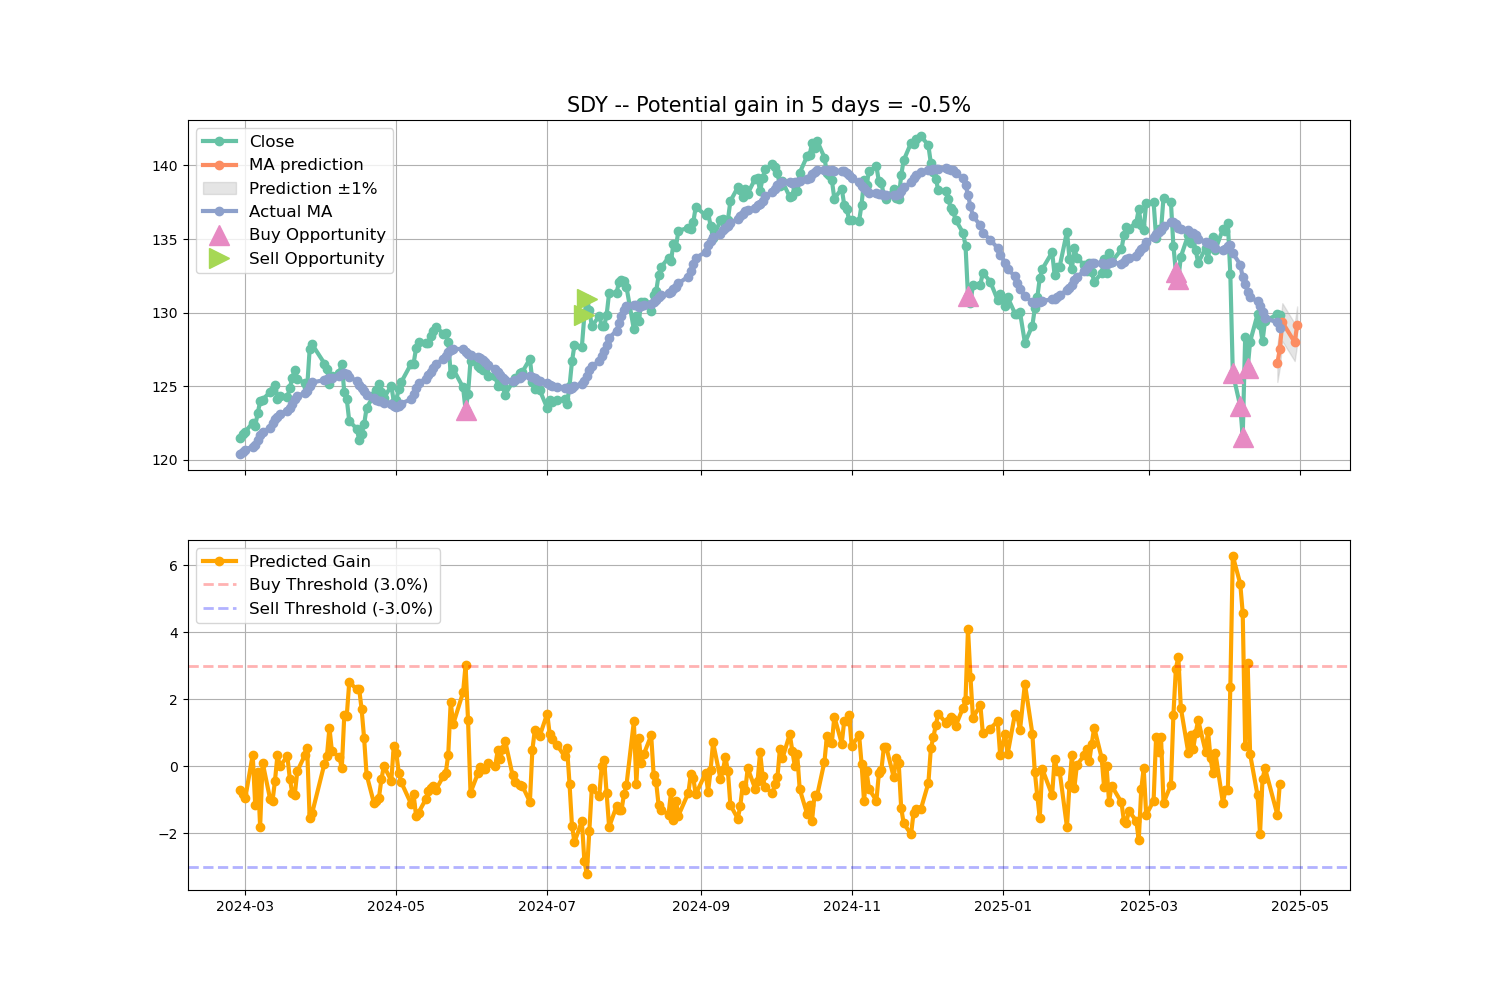 SDY -- Potential gain in 5 days = -0.5%
Close
MA prediction
Prediction ±1%
Actual MA
Buy Opportunity
Sell Opportunity
140
135
130
125
120
Predicted Gain
Buy Threshold (3.0%)
Sell Threshold (-3.0%)
6
4
2
0
−2
2024-03 2024-05 2024-07 2024-09 2024-11 2025-01 2025-03 2025-05